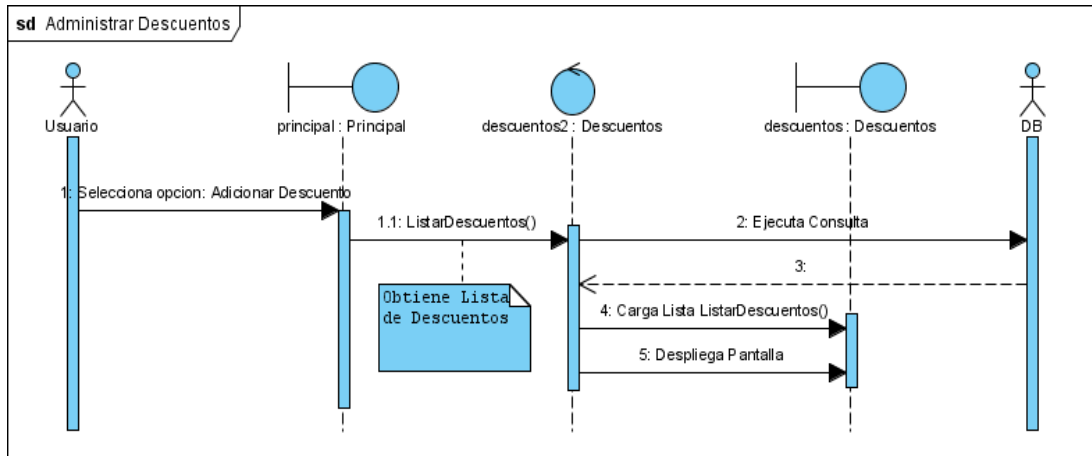 sd Administrar Descuentos
Usuario
principal : Principal
descuentos2 : Descuentos
descuentos : Descuentos
DB
1: Selecciona opcion: Adicionar Descuento
1.1: ListarDescuentos()
2: Ejecuta Consulta
3:
Obtiene Lista
de Descuentos
4: Carga Lista ListarDescuentos()
5: Despliega Pantalla